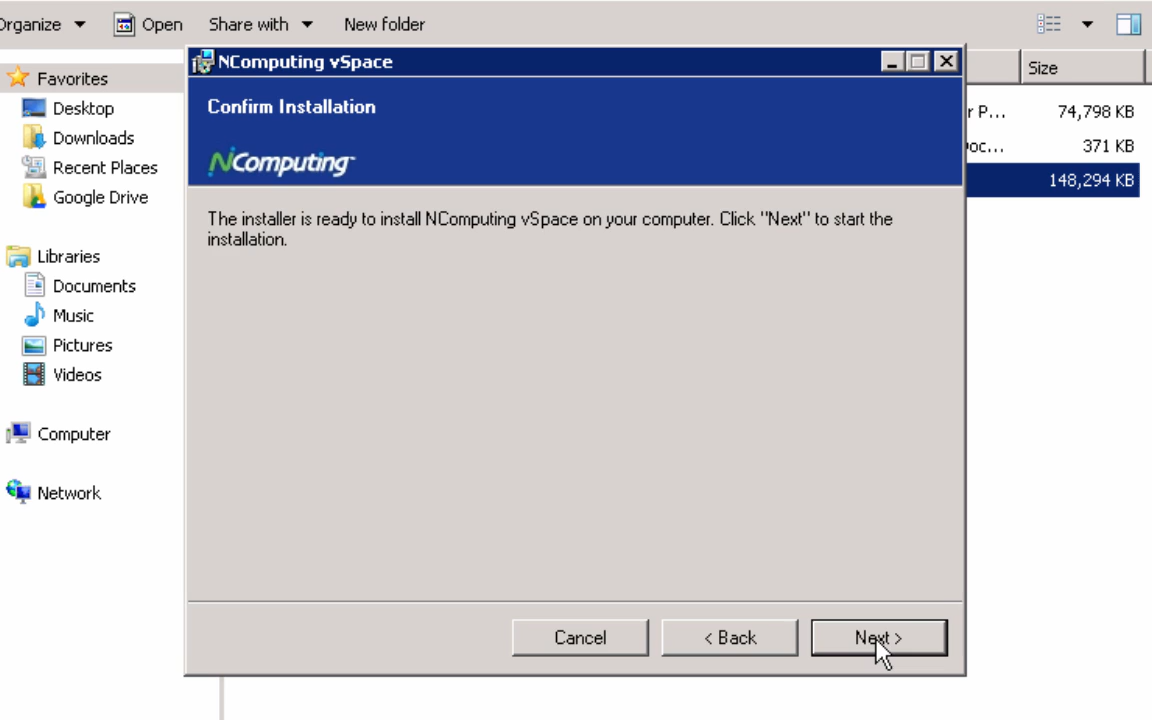 Organize Open Share with New folder
NComputing vSpace
Confirm Installation
NComputing
The installer is ready to install NComputing vSpace on your computer. Click "Next" to start the
installation.
Cancel < Back Next >
Favorites
Desktop
Downloads
Recent Places
Google Drive
Libraries
Documents
Music
Pictures
Videos
Computer
Network
Size
r P... 74,798 KB
Doc... 371 KB
148,294 KB